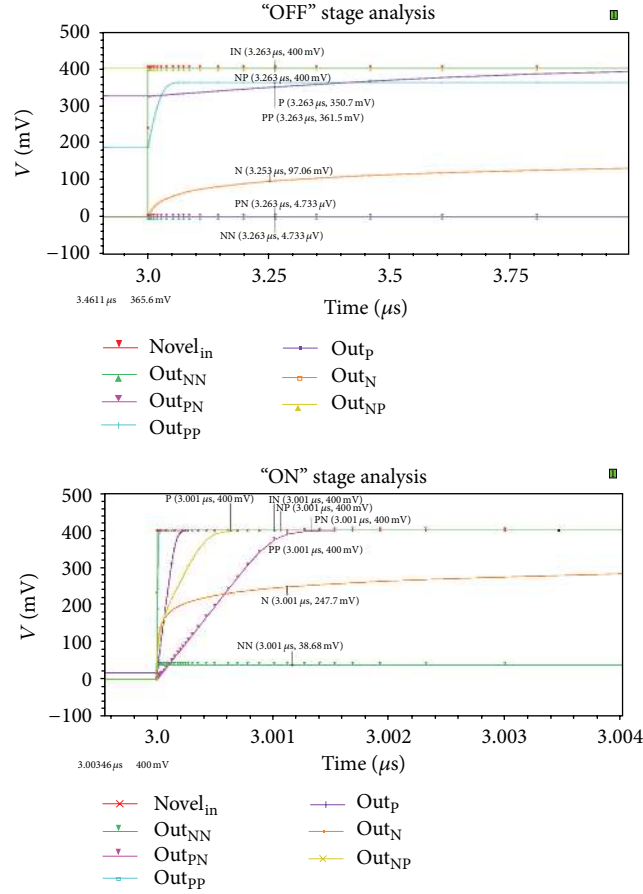 “OFF” stage analysis
500
400
300
200
100
0
−100
V (mV)
IN (3.263 μs, 400 mV)
NP (3.263 μs, 400 mV)
P (3.263 μs, 350.7 mV)
PP (3.263 μs, 361.5 mV)
N (3.253 μs, 97.06 mV)
PN (3.263 μs, 4.733 μV)
NN (3.263 μs, 4.733 μV)
3.0 3.25 3.5 3.75
3.4611 μs 365.6 mV
Time (μs)
Novelin OutP
OutNN OutN
OutPN OutNP
OutPP
“ON” stage analysis
500
400
300
200
100
0
−100
V (mV)
P (3.001 μs, 400 mV) IN (3.001 μs, 400 mV)
NP (3.001 μs, 400 mV)
PN (3.001 μs, 400 mV)
PP (3.001 μs, 400 mV)
N (3.001 μs, 247.7 mV)
NN (3.001 μs, 38.68 mV)
3.0 3.001 3.002 3.003 3.004
Time (μs)
3.00346 μs 400 mV
Novelin OutP
OutNN OutN
OutPN OutNP
OutPP